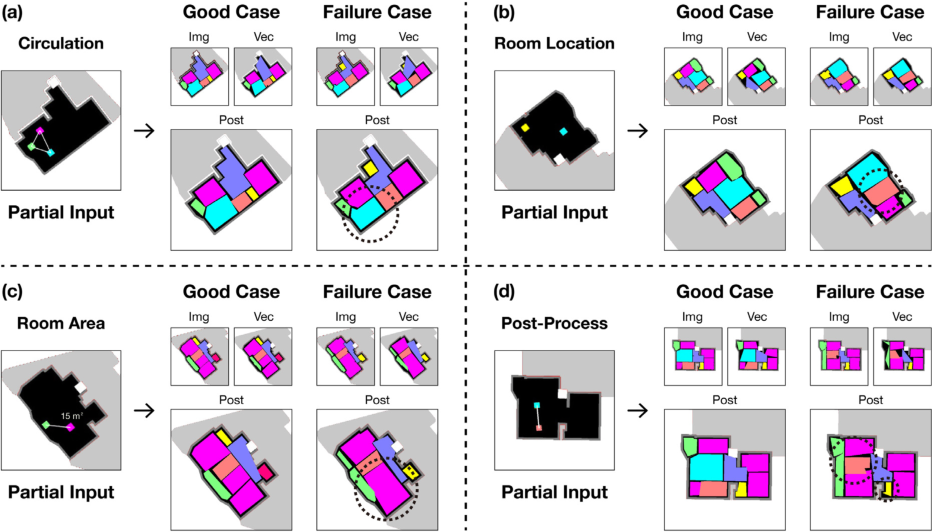 (a)
Circulation
Good Case
Failure Case
Img
Vec
Img
Vec
Post
Post
Partial Input
(b)
Room Location
Good Case
Failure Case
Img
Vec
Img
Vec
Post
Post
Partial Input
(c)
Room Area
Good Case
Failure Case
Img
Vec
Img
Vec
15 m²
Post
Post
Partial Input
(d)
Post-Process
Good Case
Failure Case
Img
Vec
Img
Vec
Post
Post
Partial Input